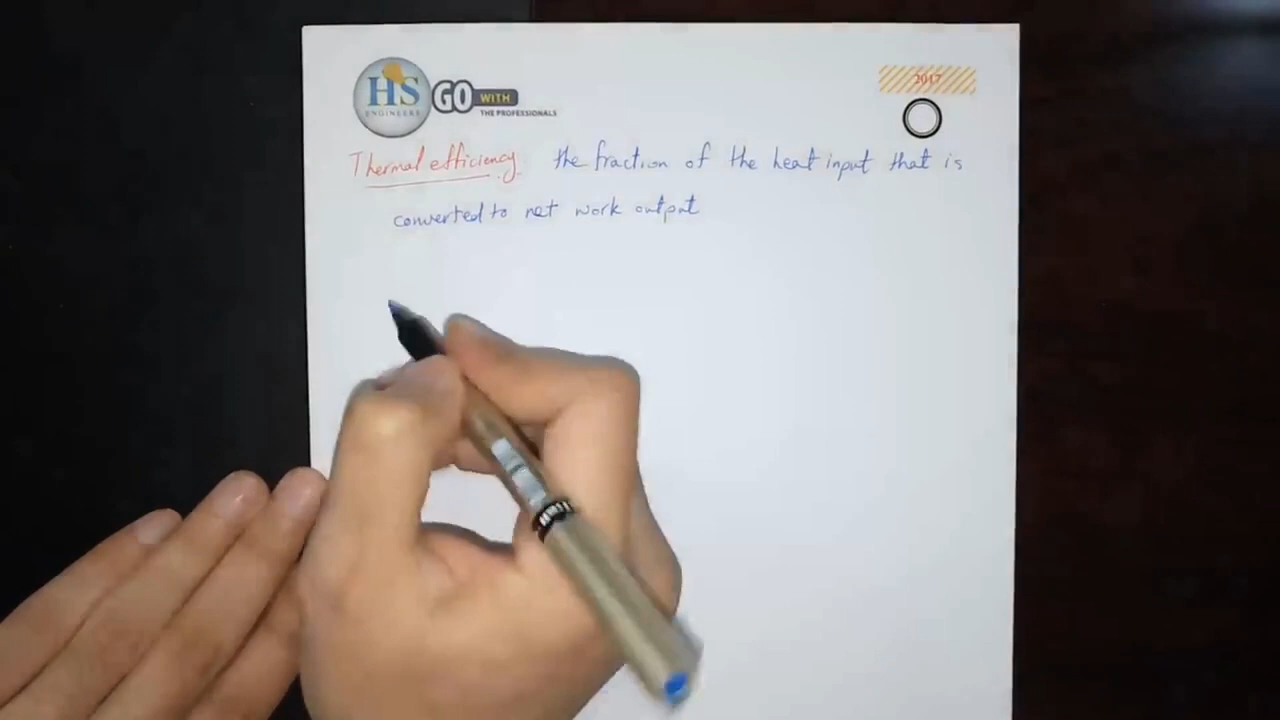 HS
ENGINEERS
GO WITH
THE PROFESSIONALS
2017
Thermal efficiency the fraction of the heat input that is
converted to net work output